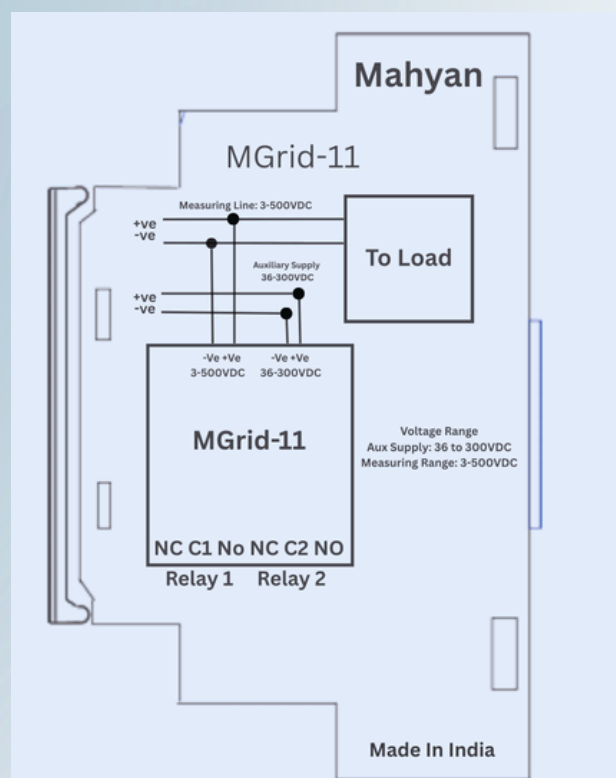 Mahyan
MGrid-11
Measuring Line: 3-500VDC
+ve
-ve
To Load
Auxiliary Supply
36-300VDC
+ve
-ve
-Ve +Ve
3-500VDC
-Ve +Ve
36-300VDC
MGrid-11
Voltage Range
Aux Supply: 36 to 300VDC
Measuring Range: 3-500VDC
NC C1 No NC C2 NO
Relay 1 Relay 2
Made In India